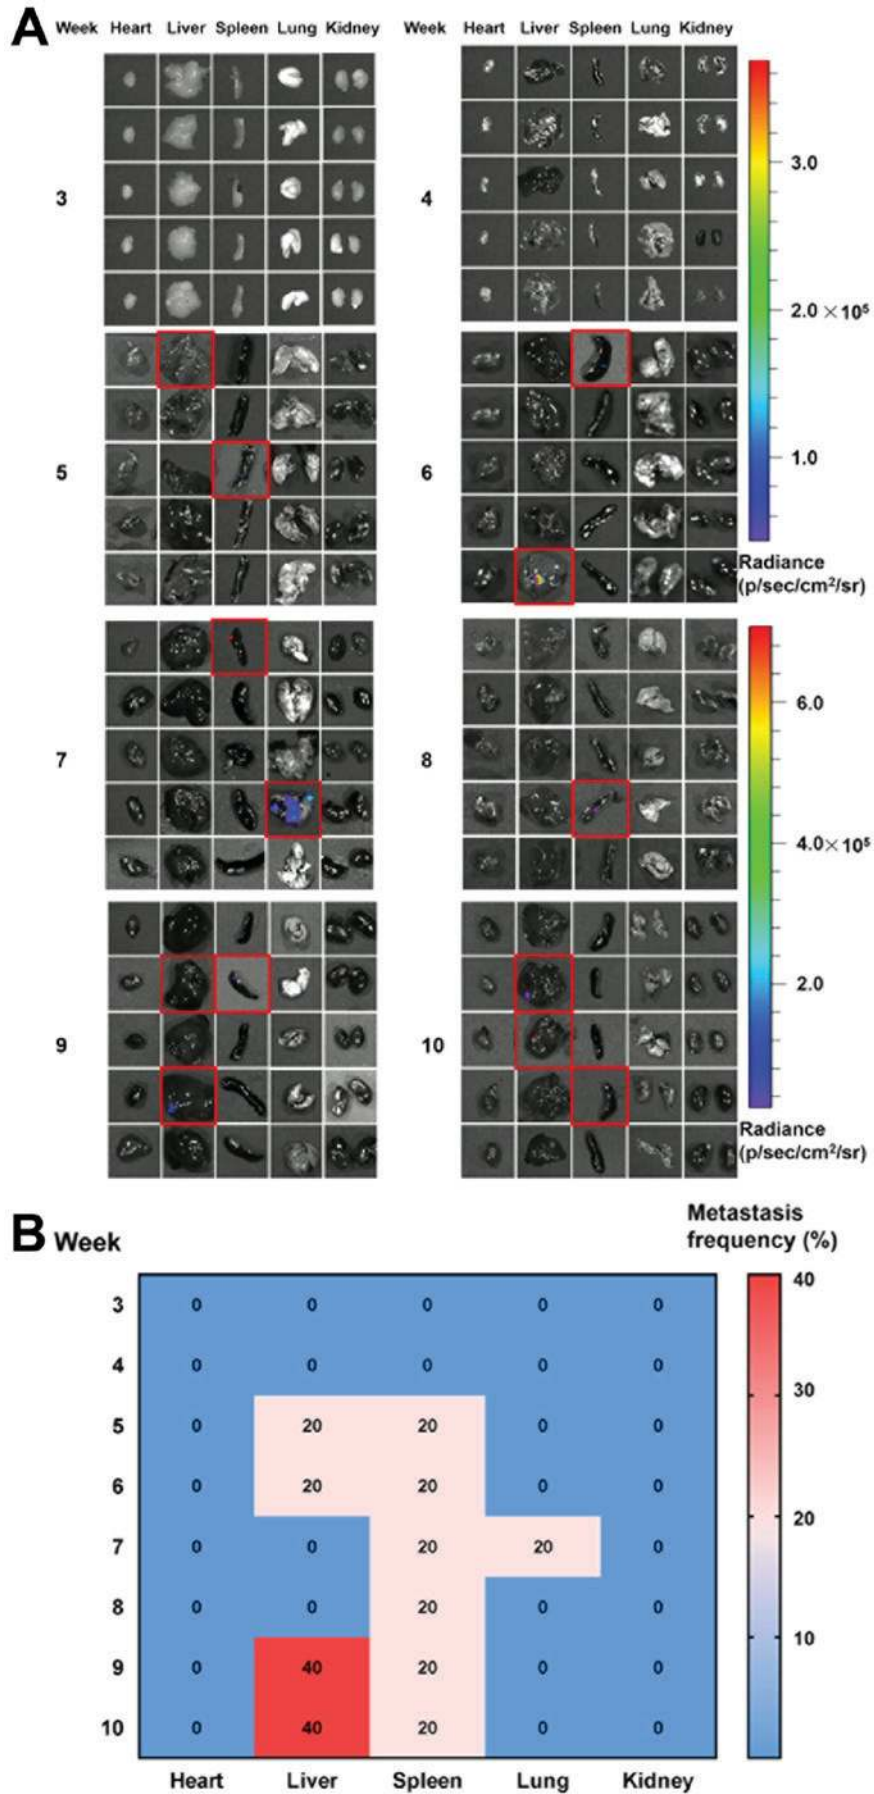 A
Week Heart Liver Spleen Lung Kidney
Week Heart Liver Spleen Lung Kidney
3
4
3.0
2.0 ×10⁵
1.0
5
6
Radiance
(p/sec/cm²/sr)
7
8
6.0
4.0×10⁵
2.0
9
10
Radiance
(p/sec/cm²/sr)
B Week
Metastasis
frequency (%)
3 0 0 0 0 0
4 0 0 0 0 0
5 0 20 20 0 0
6 0 20 20 0 0
7 0 0 20 20 0
8 0 0 20 0 0
9 0 40 20 0 0
10 0 40 20 0 0
Heart Liver Spleen Lung Kidney
40
30
20
10